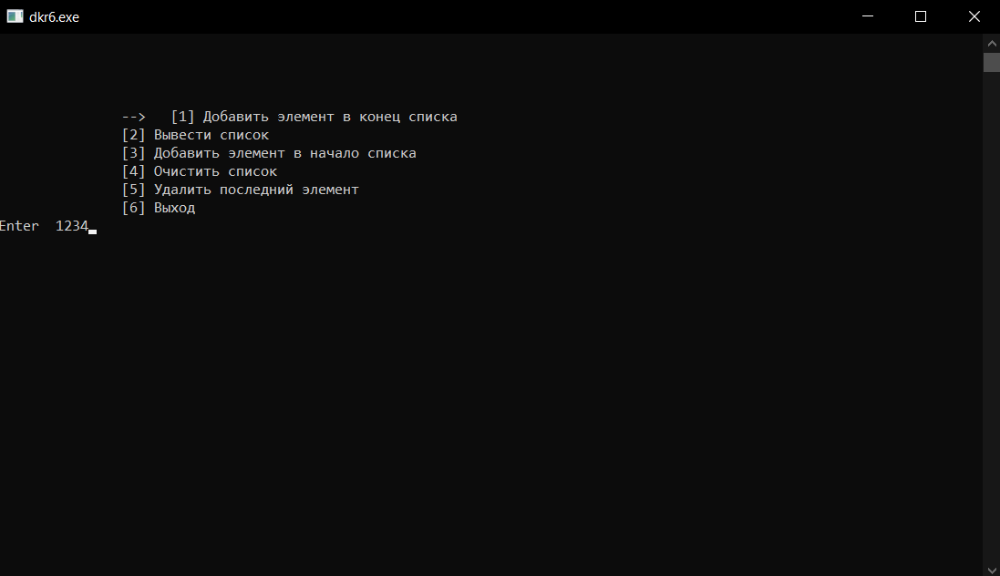 dkr6.exe
--> [1] Добавить элемент в конец списка
[2] Вывести список
[3] Добавить элемент в начало списка
[4] Очистить список
[5] Удалить последний элемент
[6] Выход
Enter 1234